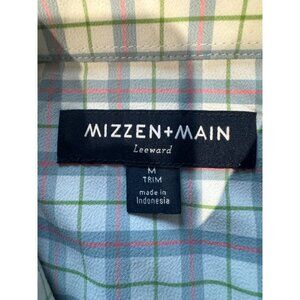 MIZZEN+MAIN
Leeward
M
TRIM
made in
Indonesia